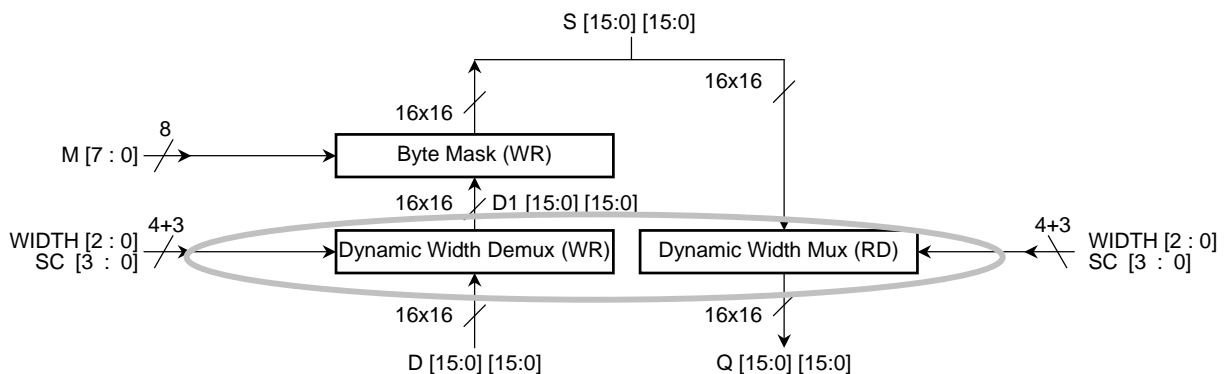 S [15:0] [15:0]
16x16
16x16
8
M [7 : 0]
Byte Mask (WR)
16x16
D1 [15:0] [15:0]
4+3
WIDTH [2 : 0]
SC [3 : 0]
Dynamic Width Demux (WR)
Dynamic Width Mux (RD)
4+3
WIDTH [2 : 0]
SC [3 : 0]
16x16
16x16
D [15:0] [15:0]
Q [15:0] [15:0]